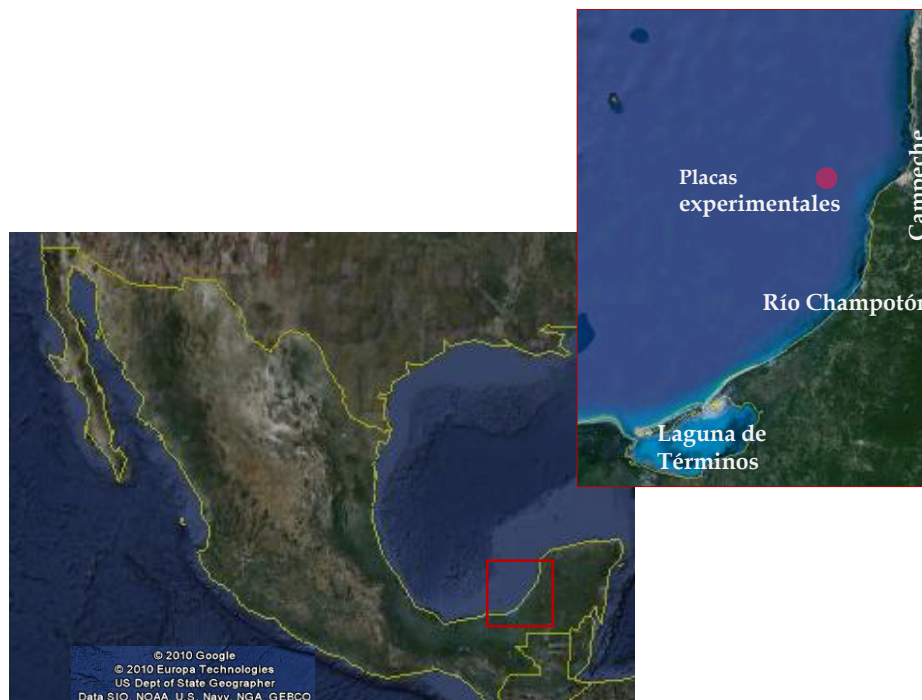 Placas
experimentales
Campeche
Río Champotón
Laguna de
Términos
© 2010 Google
© 2010 Europa Technologies
US Dept of State Geographer
Data SIO, NOAA, U.S. Navy, NGA, GEBCO